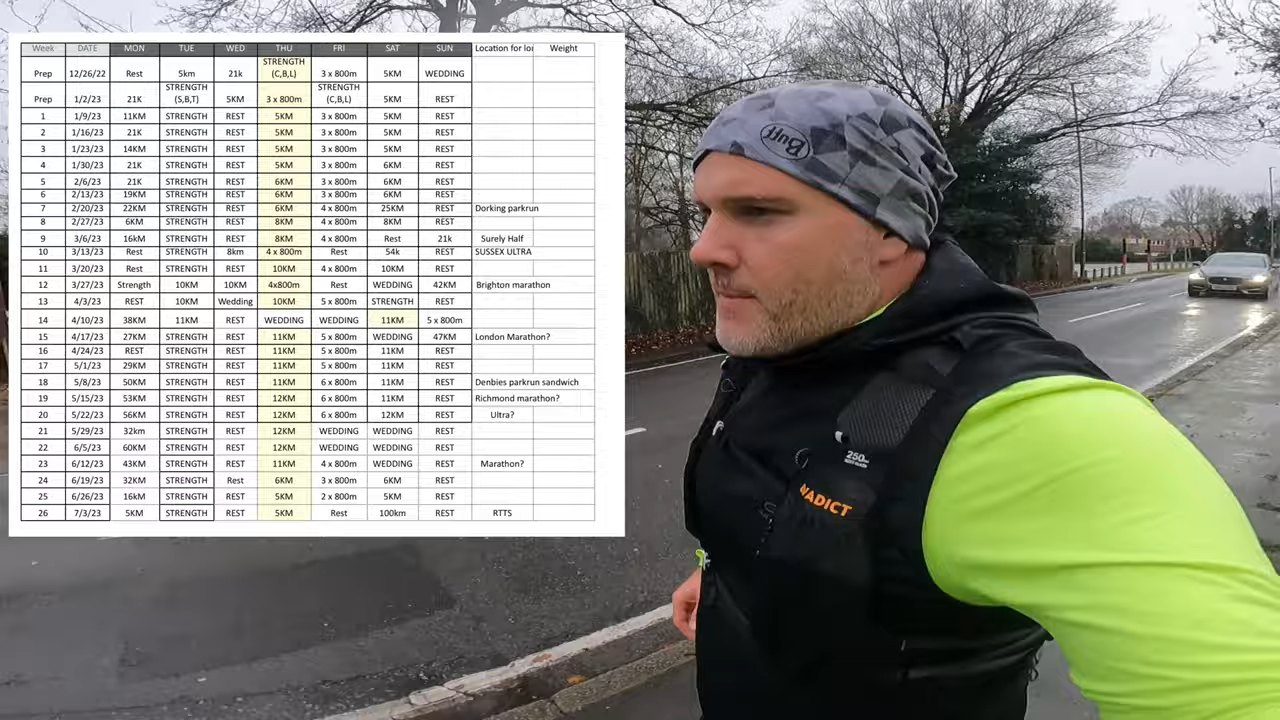 Week DATE MON TUE WED THU FRI SAT SUN Location for lo Weight
Prep 12/26/22 Rest 5km 21k STRENGTH (C,B,L) 3 x 800m 5KM WEDDING
Prep 1/2/23 21K STRENGTH (S,B,T) 5KM 3 x 800m STRENGTH (C,B,L) 5KM REST
1 1/9/23 11KM STRENGTH REST 5KM 3 x 800m 5KM REST
2 1/16/23 21K STRENGTH REST 5KM 3 x 800m 5KM REST
3 1/23/23 14KM STRENGTH REST 5KM 3 x 800m 5KM REST
4 1/30/23 21K STRENGTH REST 5KM 3 x 800m 6KM REST
5 2/6/23 21K STRENGTH REST 6KM 3 x 800m 6KM REST
6 2/13/23 19KM STRENGTH REST 6KM 3 x 800m 6KM REST
7 2/20/23 22KM STRENGTH REST 6KM 4 x 800m 25KM REST Dorking parkrun
8 2/27/23 6KM STRENGTH REST 8KM 4 x 800m 8KM REST
9 3/6/23 16kM STRENGTH REST 8KM 4 x 800m Rest 21k Surely Half
10 3/13/23 Rest STRENGTH 8km 4 x 800m Rest 54k REST SUSSEX ULTRA
11 3/20/23 Rest STRENGTH REST 10KM 4 x 800m 10KM REST
12 3/27/23 Strength 10KM 10KM 4x800m Rest WEDDING 42KM Brighton marathon
13 4/3/23 REST 10KM Wedding 10KM 5 x 800m STRENGTH REST
14 4/10/23 38KM 11KM REST WEDDING WEDDING 11KM 5 x 800m
15 4/17/23 27KM STRENGTH REST 11KM 5 x 800m WEDDING 47KM London Marathon?
16 4/24/23 REST STRENGTH REST 11KM 5 x 800m 11KM REST
17 5/1/23 29KM STRENGTH REST 11KM 5 x 800m 11KM REST
18 5/8/23 50KM STRENGTH REST 11KM 6 x 800m 11KM REST Denbies parkrun sandwich
19 5/15/23 53KM STRENGTH REST 12KM 6 x 800m 11KM REST Richmond marathon?
20 5/22/23 56KM STRENGTH REST 12KM 6 x 800m 12KM REST Ultra?
21 5/29/23 32km STRENGTH REST 12KM WEDDING WEDDING REST
22 6/5/23 60KM STRENGTH REST 12KM WEDDING WEDDING REST
23 6/12/23 43KM STRENGTH REST 11KM 4 x 800m WEDDING REST Marathon?
24 6/19/23 32KM STRENGTH Rest 6KM 3 x 800m 6KM REST
25 6/26/23 16kM STRENGTH REST 5KM 2 x 800m 5KM REST
26 7/3/23 5KM STRENGTH REST 5KM Rest 100km REST RTTS
Buff
250
NADICT